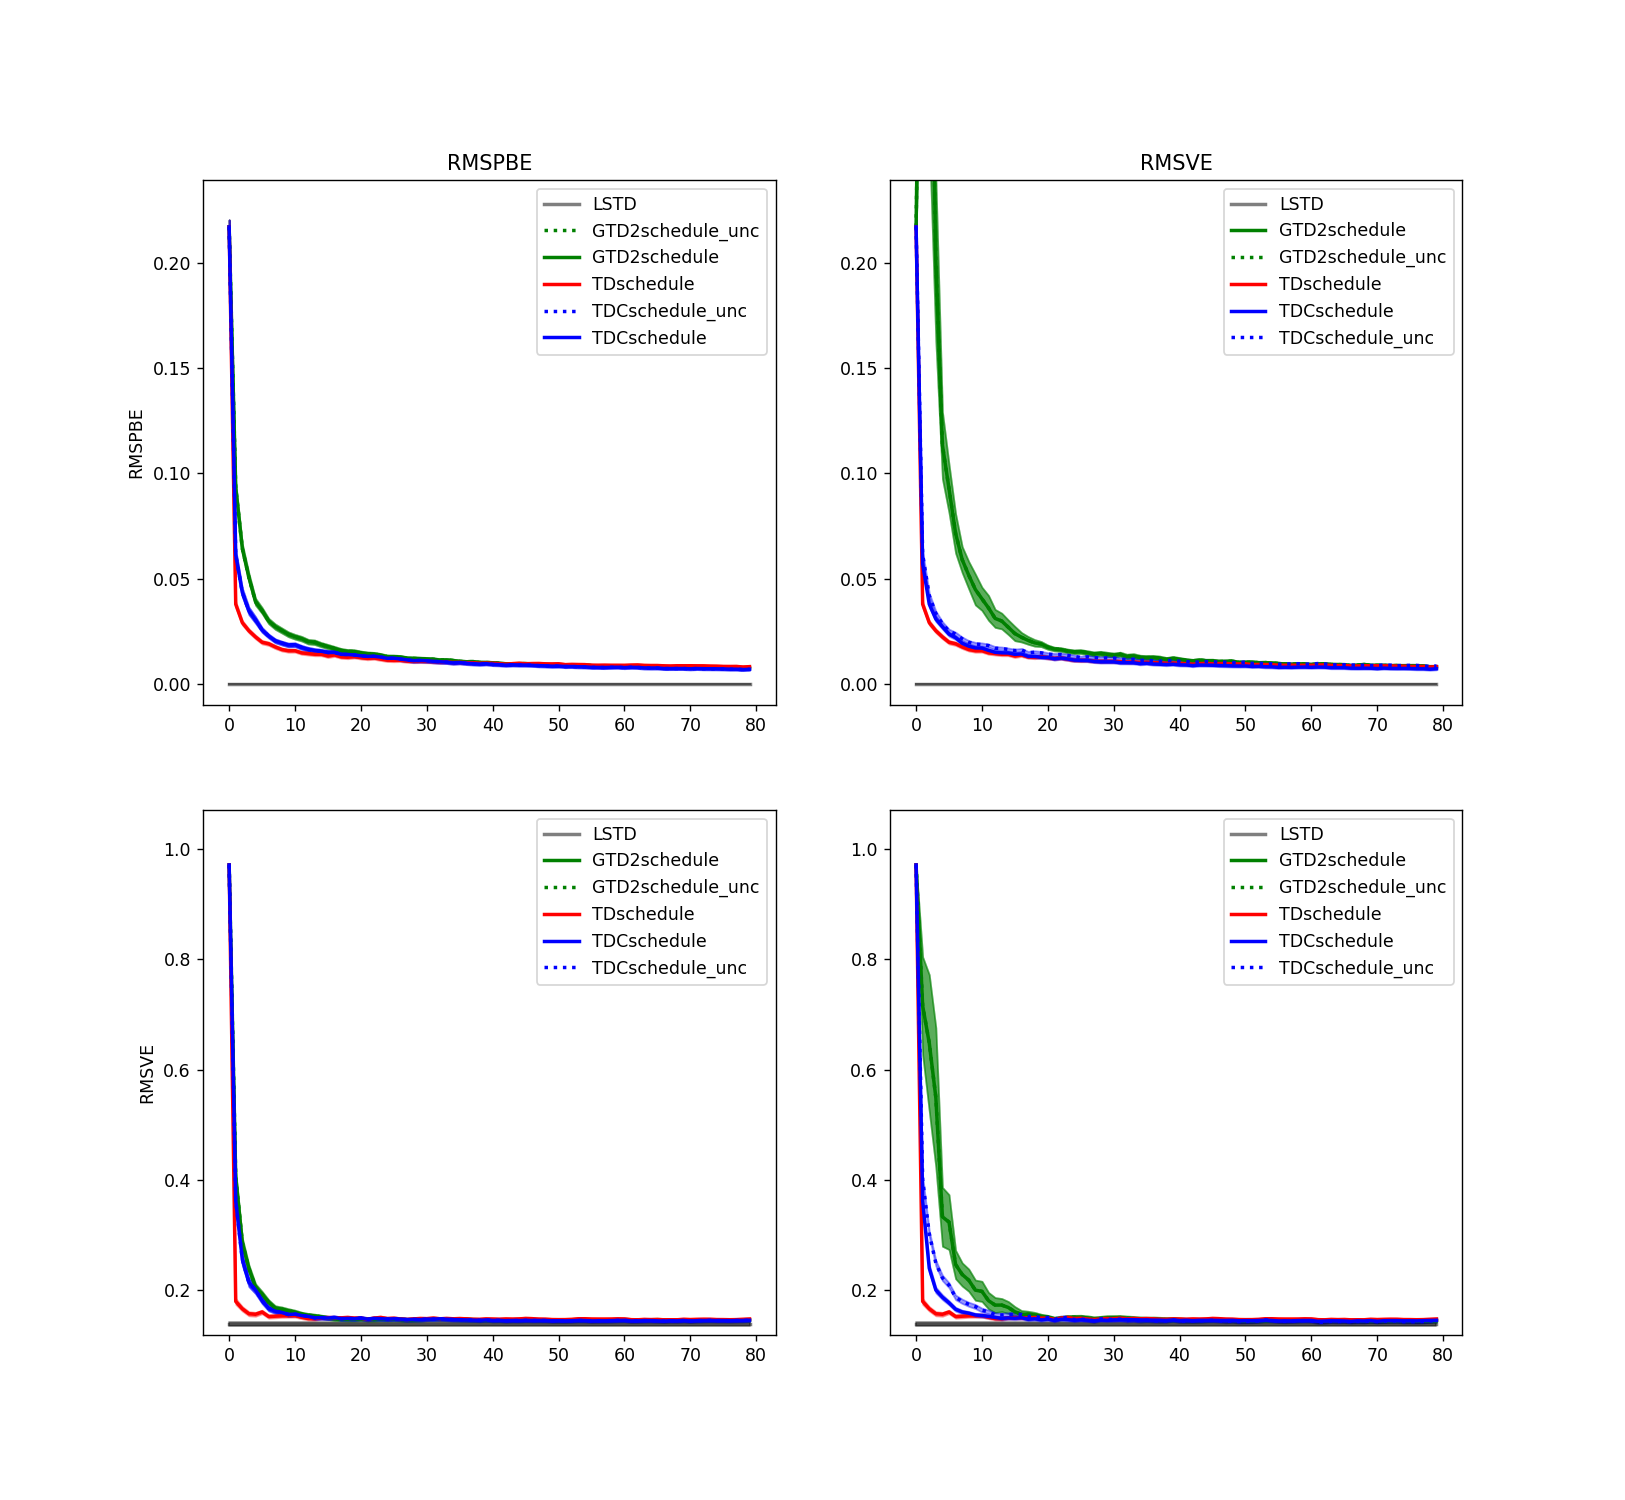 RMSPBE
RMSVE
LSTD
GTD2schedule_unc
GTD2schedule
TDschedule
TDCschedule_unc
TDCschedule
RMSPBE
0.20
0.15
0.10
0.05
0.00
0 10 20 30 40 50 60 70 80
LSTD
GTD2schedule
GTD2schedule_unc
TDschedule
TDCschedule
TDCschedule_unc
0.20
0.15
0.10
0.05
0.00
0 10 20 30 40 50 60 70 80
LSTD
GTD2schedule
GTD2schedule_unc
TDschedule
TDCschedule
TDCschedule_unc
RMSVE
1.0
0.8
0.6
0.4
0.2
0 10 20 30 40 50 60 70 80
LSTD
GTD2schedule
GTD2schedule_unc
TDschedule
TDCschedule
TDCschedule_unc
1.0
0.8
0.6
0.4
0.2
0 10 20 30 40 50 60 70 80